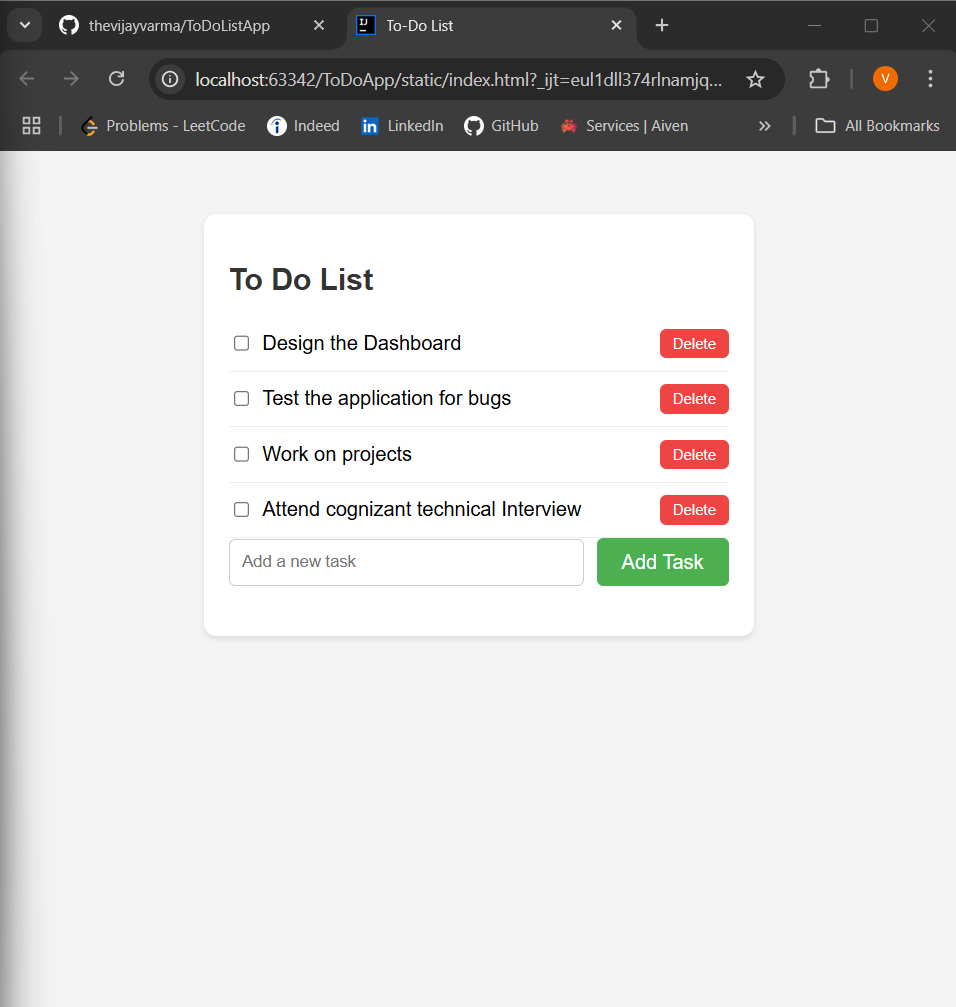 thevijayvarma/ToDoListApp
To-Do List
localhost:63342/ToDoApp/static/index.html?_ijt=eul1dll374rlnamjq...
V
Problems - LeetCode
Indeed
LinkedIn
GitHub
Services | Aiven
All Bookmarks
To Do List
Design the Dashboard
Delete
Test the application for bugs
Delete
Work on projects
Delete
Attend cognizant technical Interview
Delete
Add a new task
Add Task